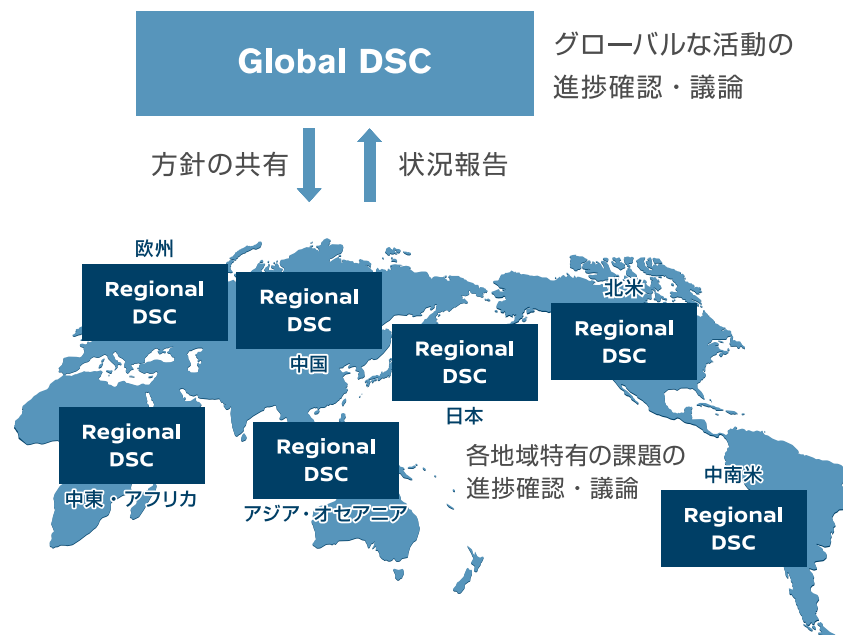 Global DSC
グローバルな活動の
進捗確認・議論
方針の共有
状況報告
欧州
Regional
DSC
Regional
DSC
中国
北米
Regional
DSC
Regional
DSC
日本
Regional
DSC
中東・アフリカ
Regional
DSC
アジア・オセアニア
各地域特有の課題の
進捗確認・議論
中南米
Regional
DSC